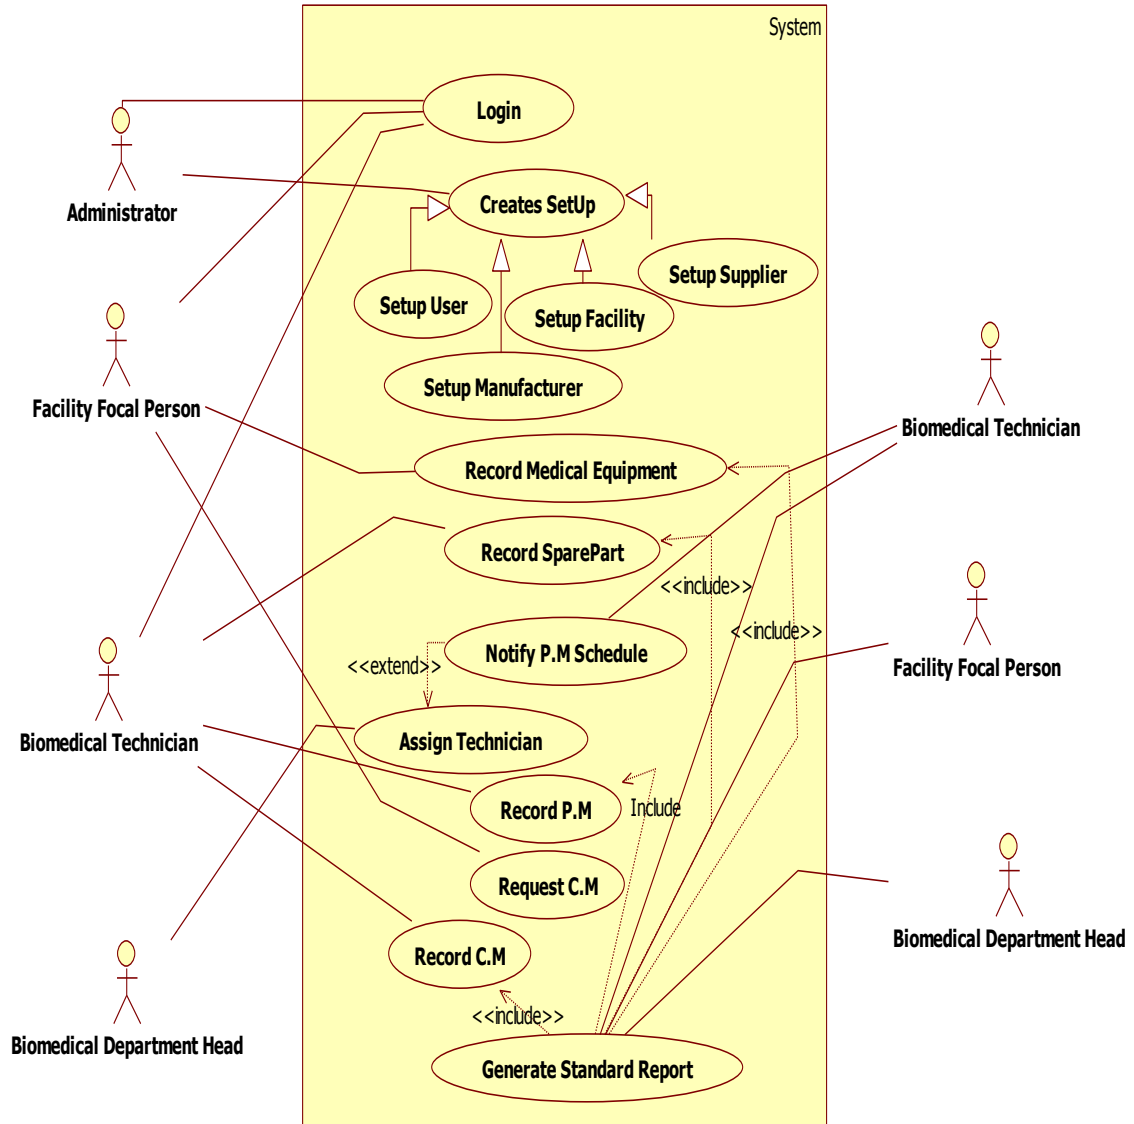 System
Login
Administrator
Creates SetUp
Setup Supplier
Setup User
Setup Facility
Setup Manufacturer
Facility Focal Person
Biomedical Technician
Record Medical Equipment
Record SparePart
<<include>>
<<include>>
Notify P.M Schedule
<<extend>>
Facility Focal Person
Biomedical Technician
Assign Technician
Record P.M
Include
Request C.M
Record C.M
Biomedical Department Head
<<include>>
Biomedical Department Head
Generate Standard Report